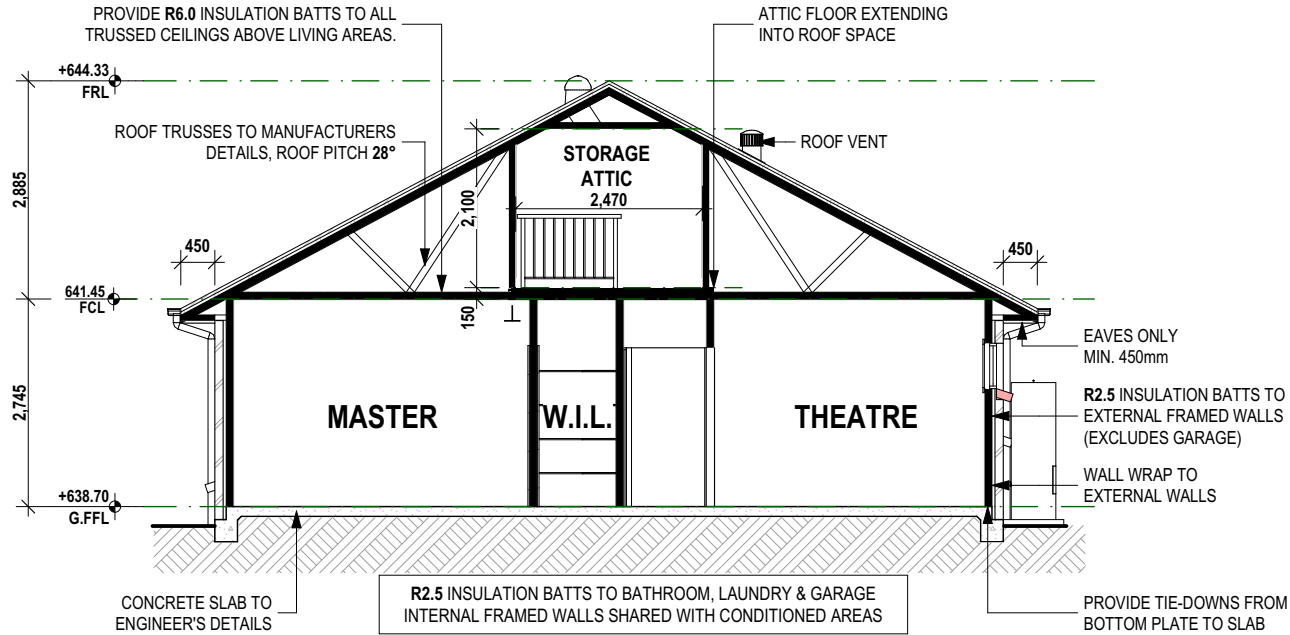 PROVIDE R6.0 INSULATION BATTS TO ALL
TRUSSED CEILINGS ABOVE LIVING AREAS.
ATTIC FLOOR EXTENDING
INTO ROOF SPACE
+644.33
FRL
ROOF TRUSSES TO MANUFACTURERS
DETAILS, ROOF PITCH 28°
ROOF VENT
STORAGE
ATTIC
2,470
2,100
2,885
450
450
641.45
FCL
150
EAVES ONLY
MIN. 450mm
2,745
MASTER
W.I.L.
THEATRE
R2.5 INSULATION BATTS TO
EXTERNAL FRAMED WALLS
(EXCLUDES GARAGE)
WALL WRAP TO
EXTERNAL WALLS
+638.70
G.FFL
CONCRETE SLAB TO
ENGINEER'S DETAILS
R2.5 INSULATION BATTS TO BATHROOM, LAUNDRY & GARAGE
INTERNAL FRAMED WALLS SHARED WITH CONDITIONED AREAS
PROVIDE TIE-DOWNS FROM
BOTTOM PLATE TO SLAB